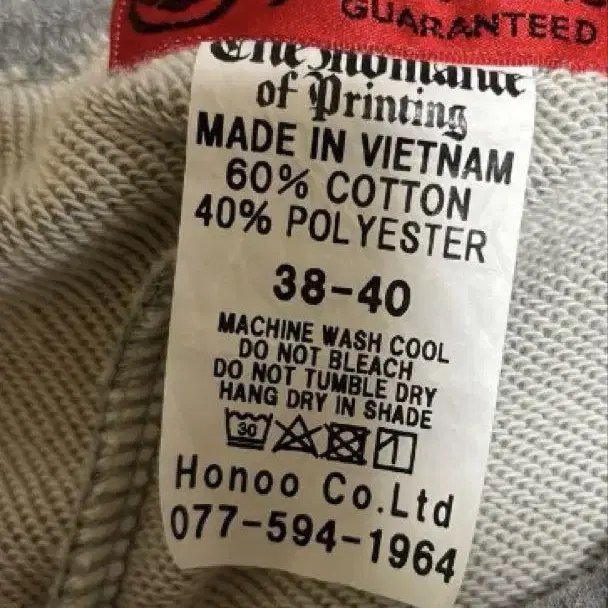 GUARANTEED
The Romance
of Printing
MADE IN VIETNAM
60% COTTON
40% POLYESTER
38-40
MACHINE WASH COOL
DO NOT BLEACH
DO NOT TUMBLE DRY
HANG DRY IN SHADE
30
Honoo Co.Ltd
077-594-1964